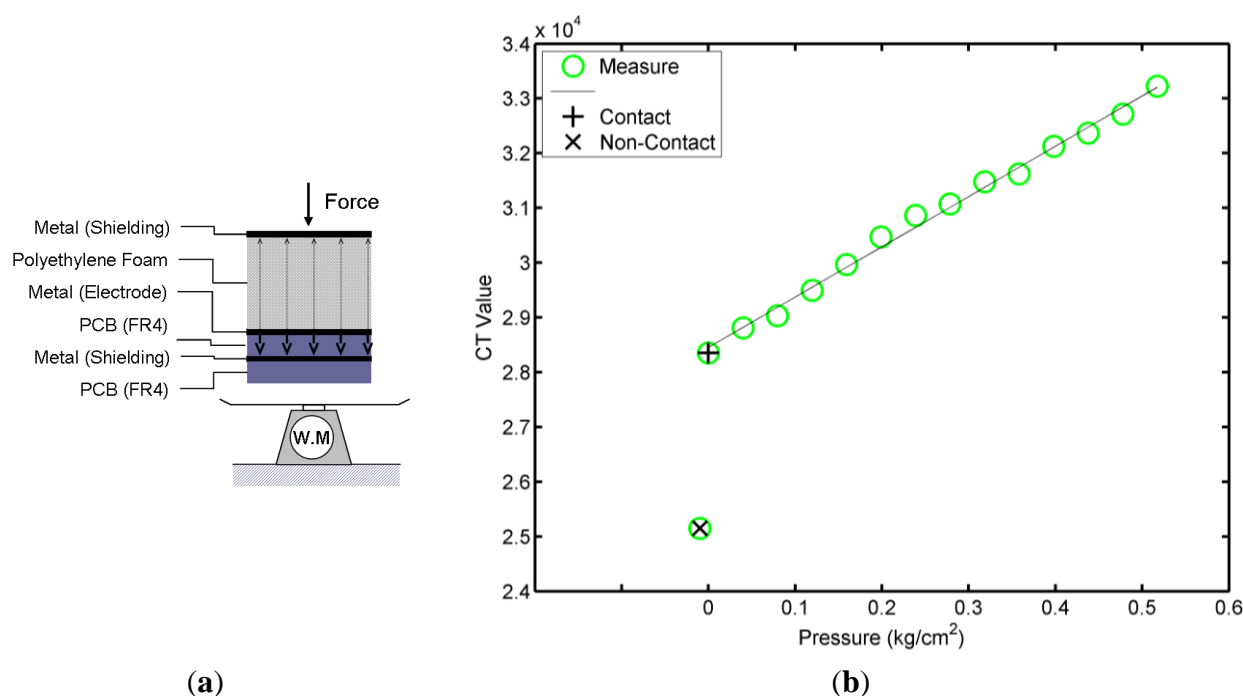 Force
Metal (Shielding)
Polyethylene Foam
Metal (Electrode)
PCB (FR4)
Metal (Shielding)
PCB (FR4)
W.M
(a)
x 10^4
3.4
3.3
3.2
3.1
3
2.9
2.8
2.7
2.6
2.5
2.4
CT Value
Measure
Contact
Non-Contact
0 0.1 0.2 0.3 0.4 0.5 0.6
Pressure (kg/cm²)
(b)